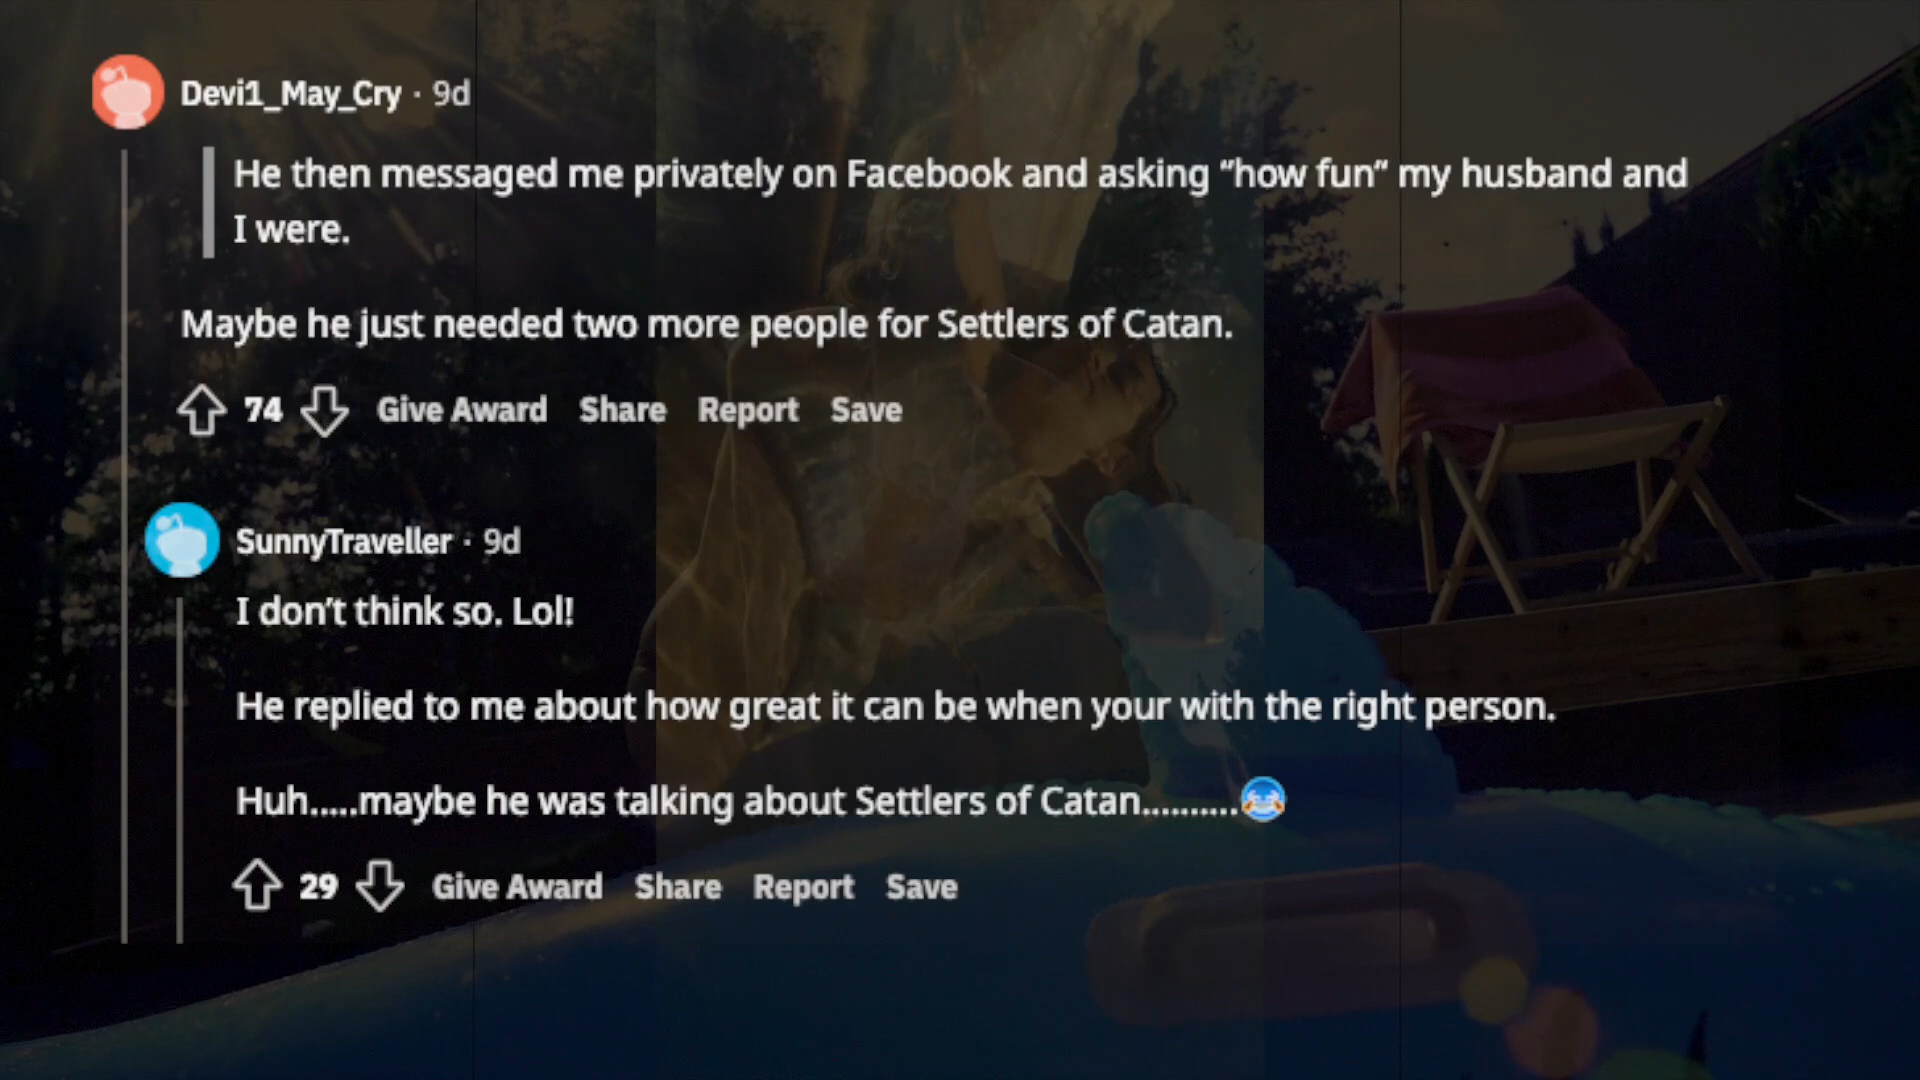 Devi1_May_Cry · 9d
He then messaged me privately on Facebook and asking “how fun” my husband and
I were.
Maybe he just needed two more people for Settlers of Catan.
74 Give Award Share Report Save
SunnyTraveller · 9d
I don’t think so. Lol!
He replied to me about how great it can be when your with the right person.
Huh.....maybe he was talking about Settlers of Catan..........😂
29 Give Award Share Report Save